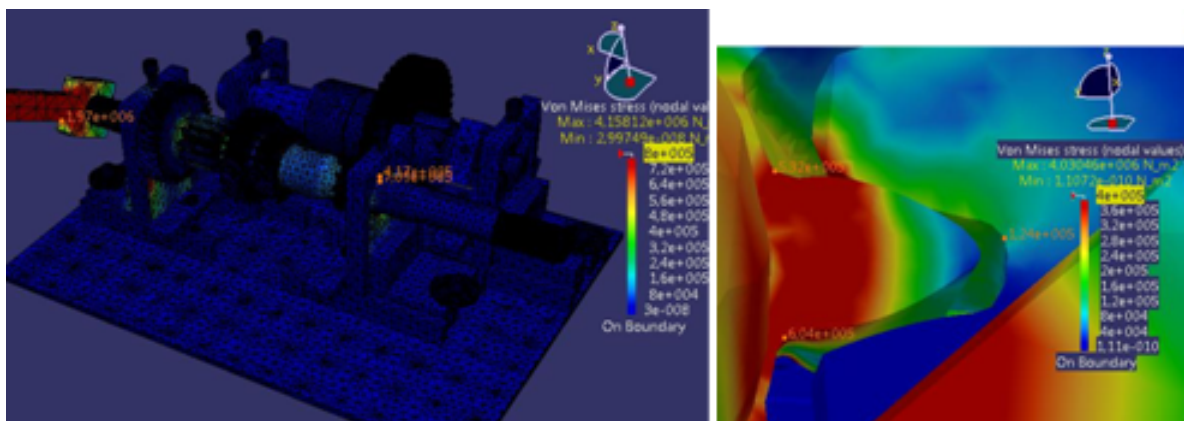 z
x
y
Von Mises stress (nodal val
Max : 4.15812e+006 N_
Min : 2.99749e-008 N_
8e+005
7.2e+005
6.4e+005
5.6e+005
4.8e+005
4e+005
3.2e+005
2.4e+005
1.6e+005
8e+004
3e-008
On Boundary
1.97e+006
Von Mises stress (nodal values)
Max : 4.03046e+006 N_m2
Min : 1.1072e-010 N_m2
4e+005
3.6e+005
3.2e+005
2.8e+005
2.4e+005
2e+005
1.6e+005
1.2e+005
8e+004
4e+004
1.11e-010
On Boundary
1.24e+005
6.04e+005